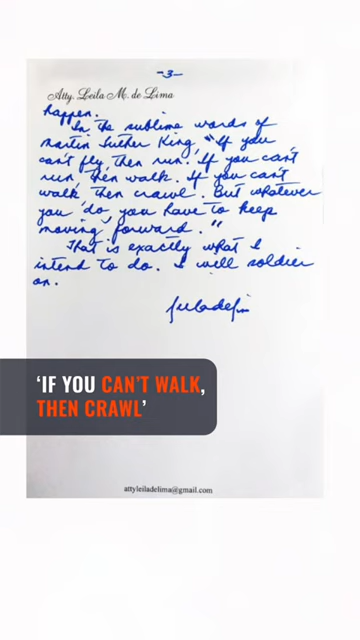 -3-
Atty. Leila M. de Lima
happen.
In the sublime words of
Martin Luther King, "If you
can't fly, then run. If you can't
run, then walk. If you can't
walk, then crawl. But whatever
you do, you have to keep
moving forward."
That is exactly what I
intend to do. I will soldier
on.
‘IF YOU CAN’T WALK,
THEN CRAWL’
attyleiladelima@gmail.com